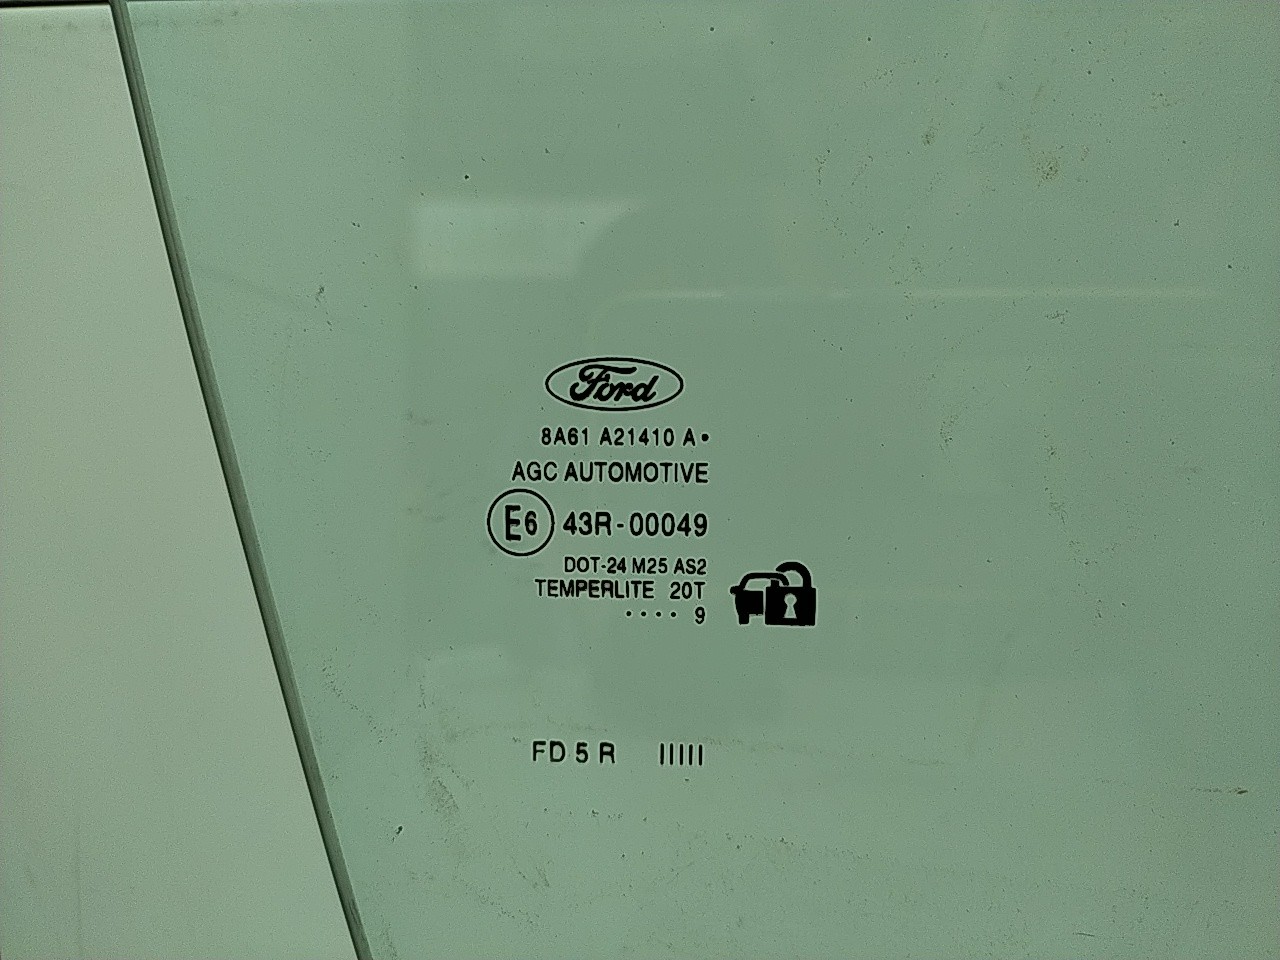 Ford
8A61 A21410 A•
AGC AUTOMOTIVE
E6 43R-00049
DOT-24 M25 AS2
TEMPERLITE 20T
···· 9
FD 5 R IIIII